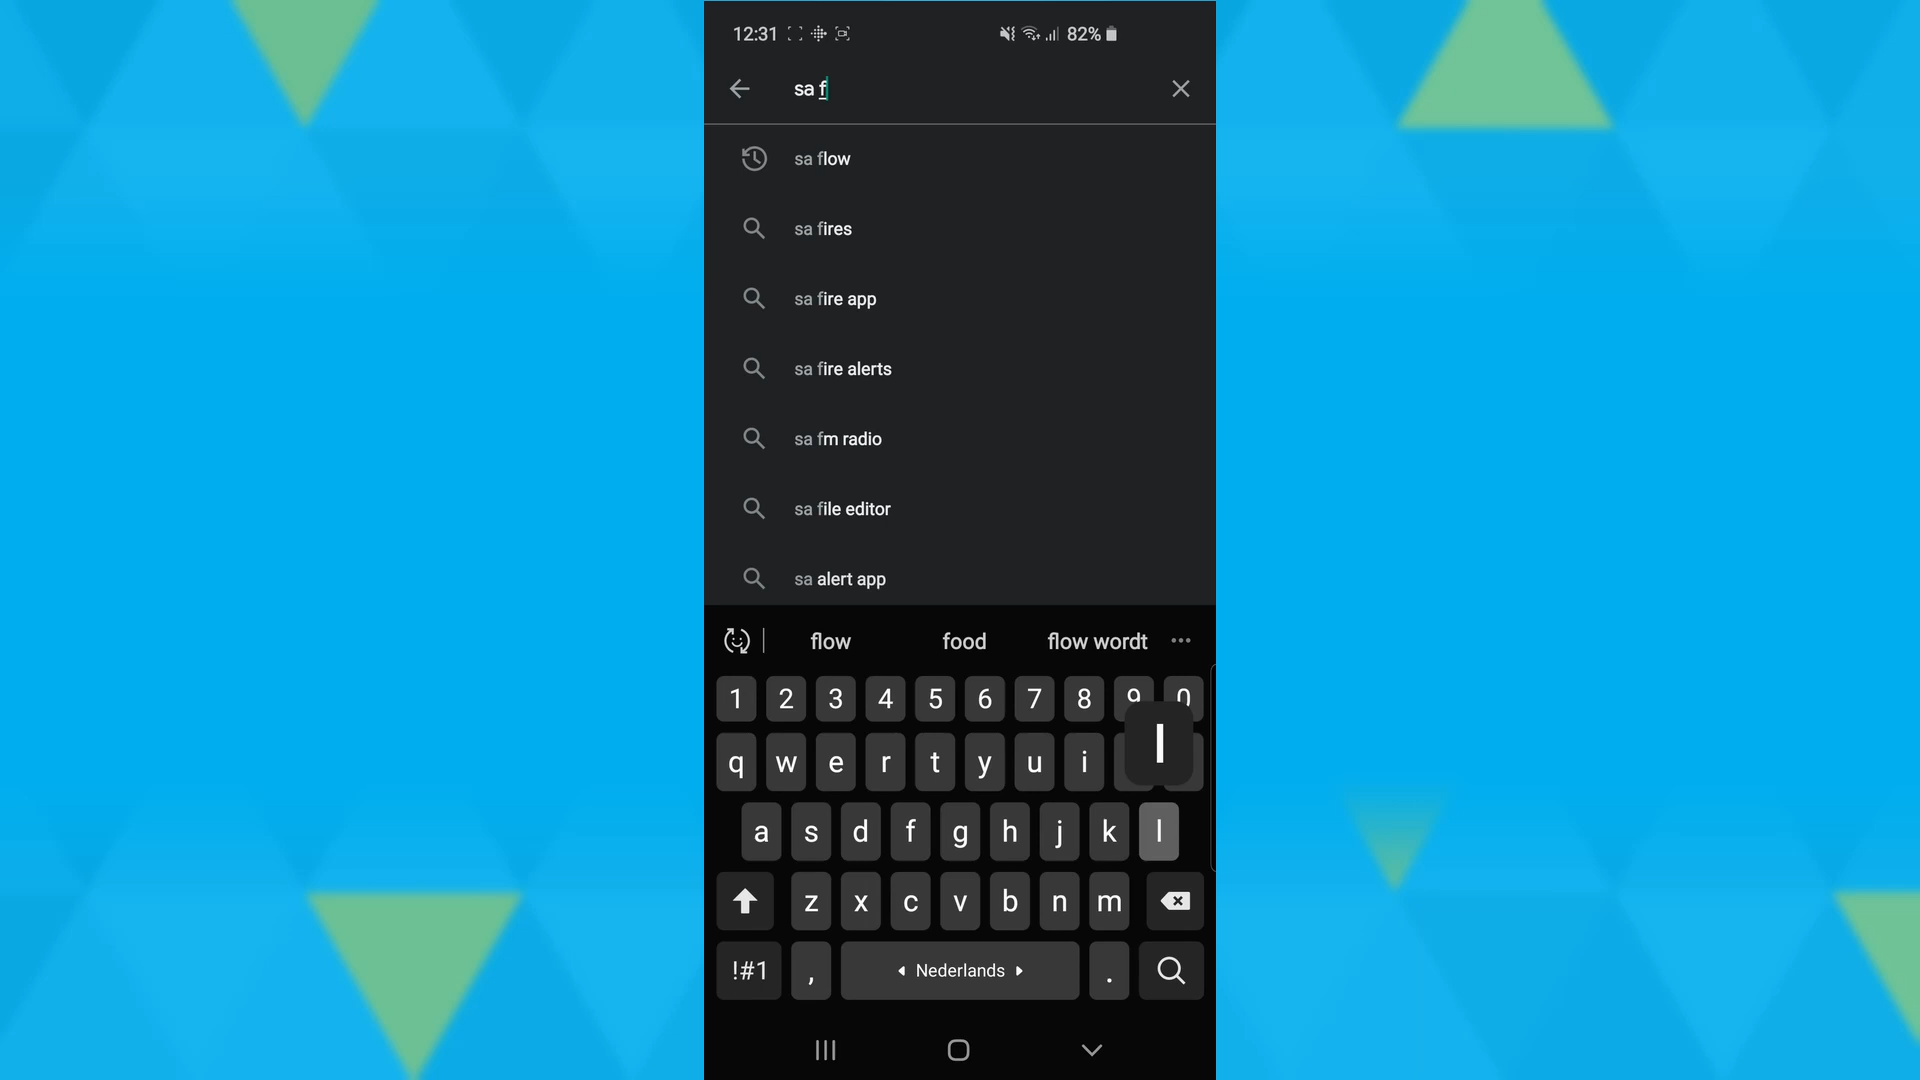 12:31 82%
sa f
sa flow
sa fires
sa fire app
sa fire alerts
sa fm radio
sa file editor
sa alert app
flow food flow wordt
1 2 3 4 5 6 7 8 9 0
q w e r t y u i
l
a s d f g h j k l
z x c v b n m
!#1 , Nederlands .